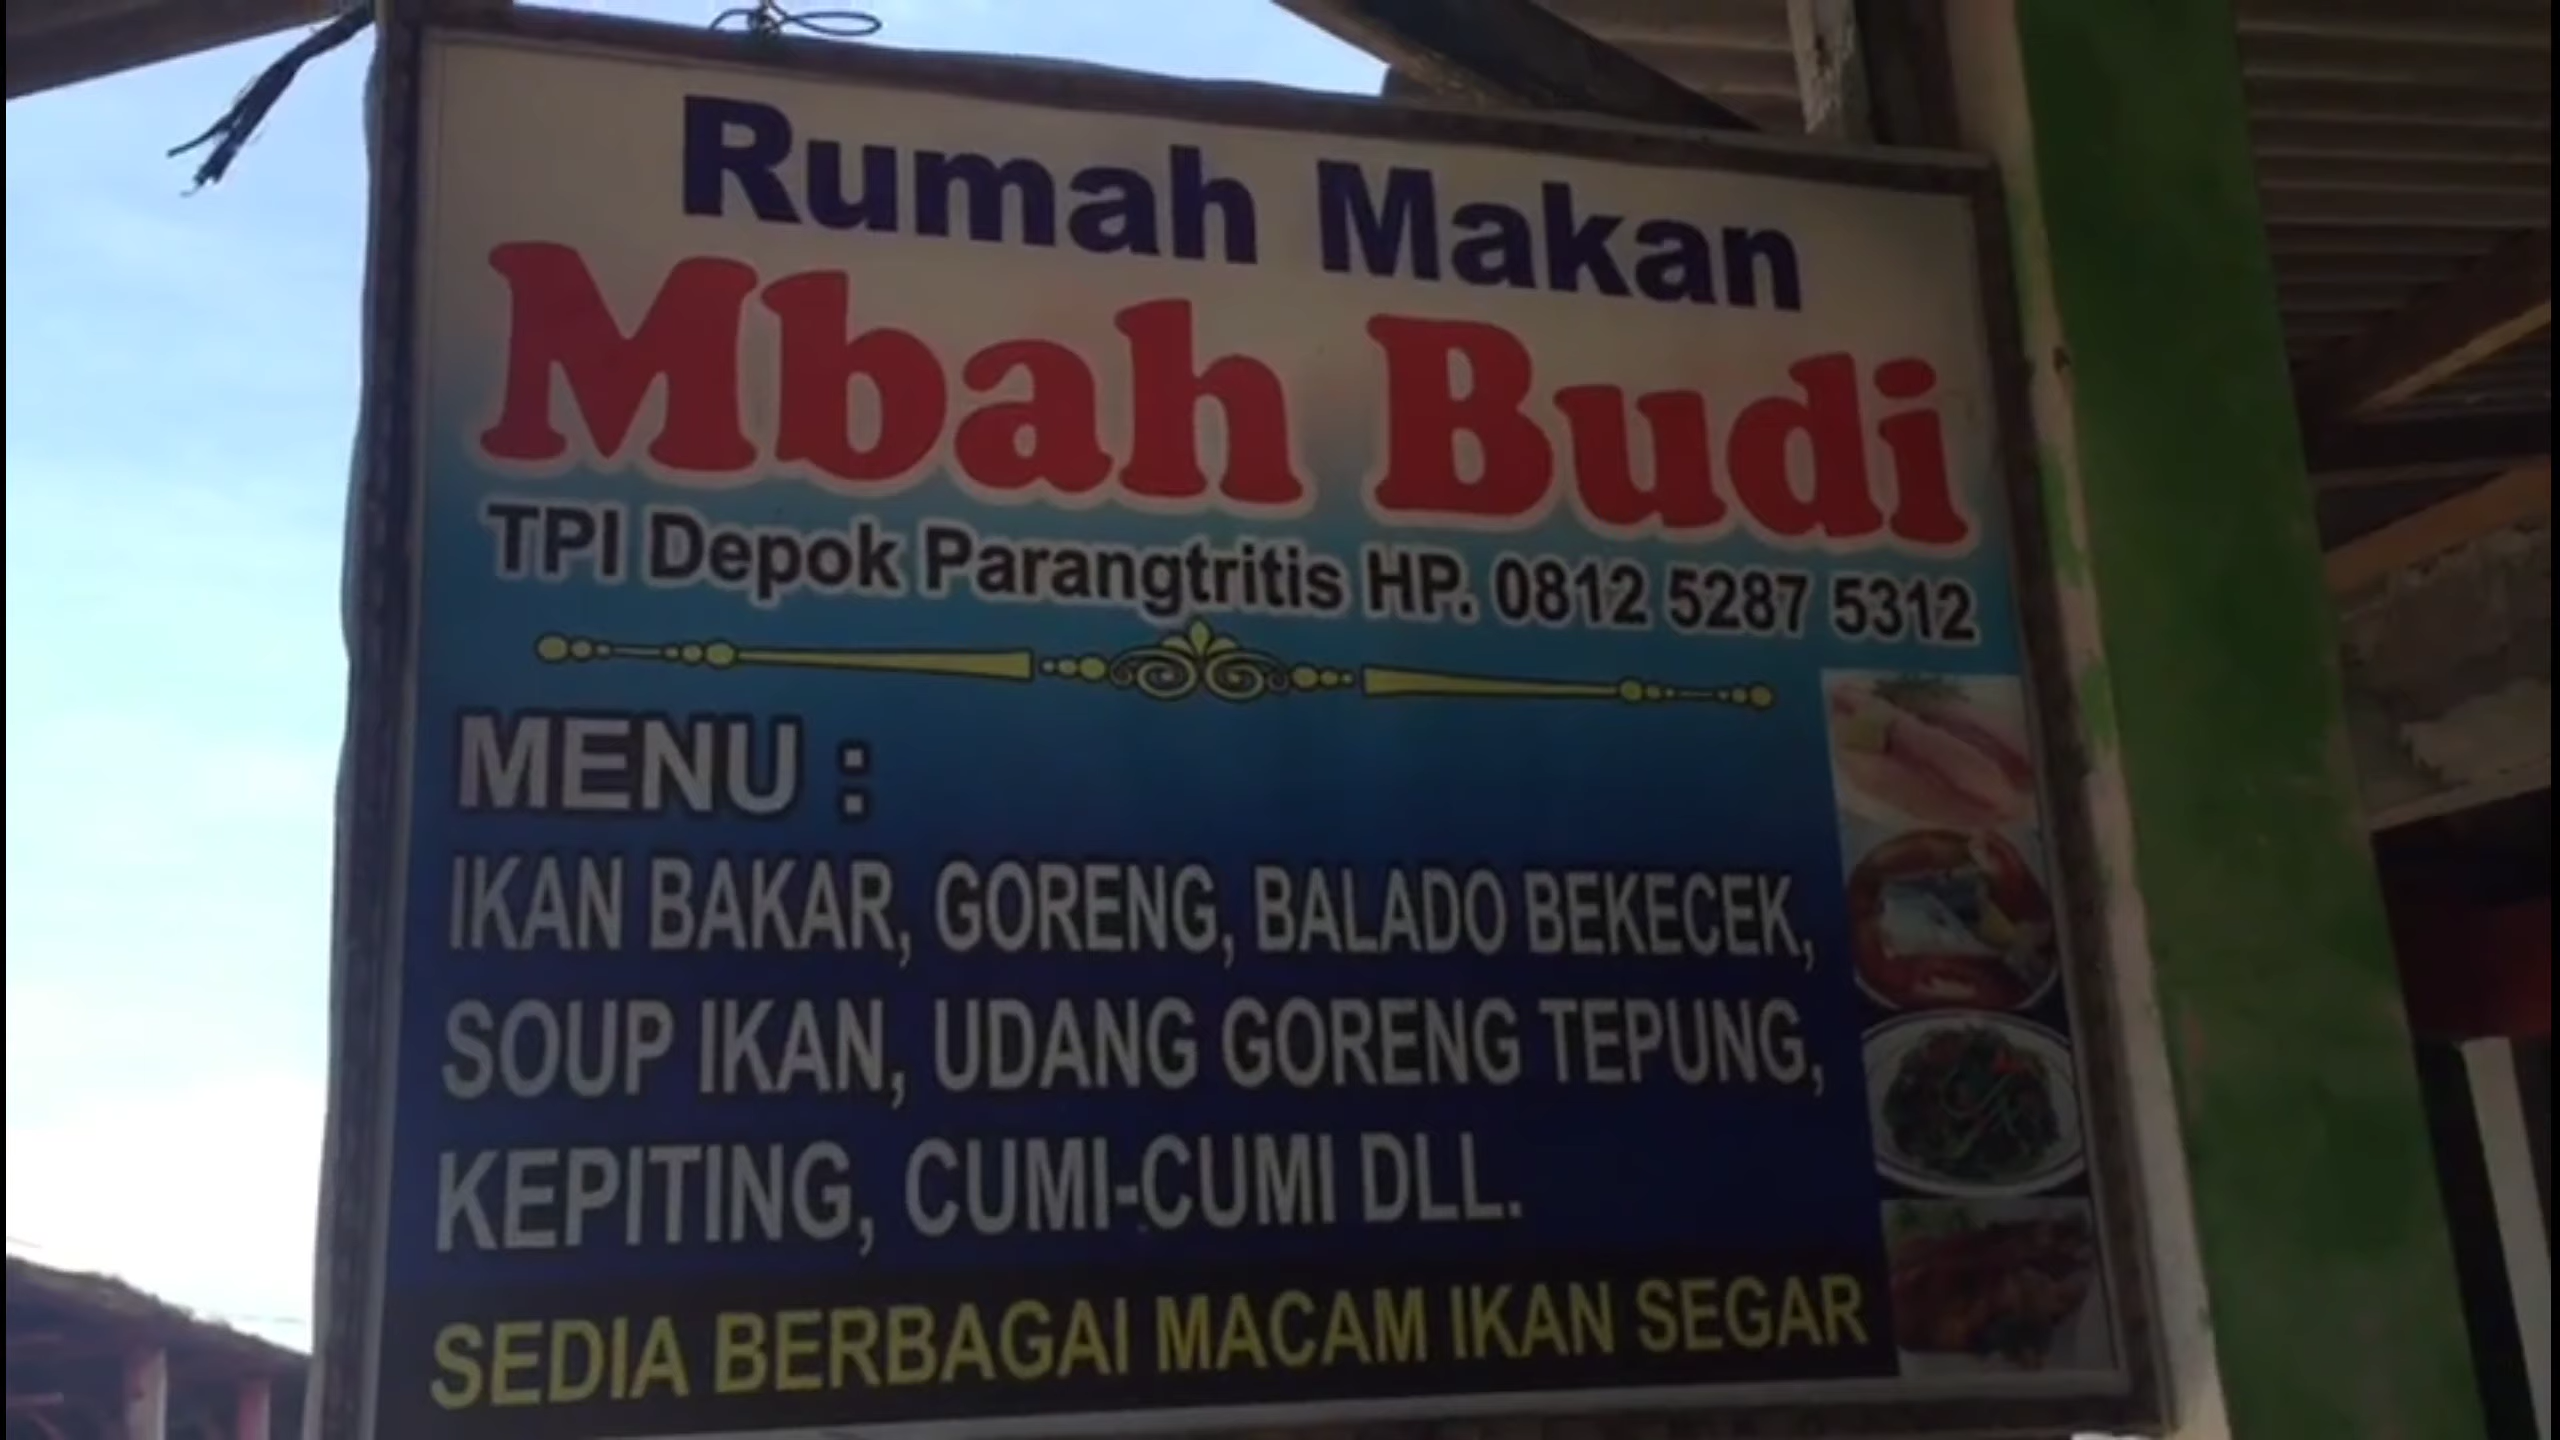 Rumah Makan
Mbah Budi
TPI Depok Parangtritis HP. 0812 5287 5312
MENU :
IKAN BAKAR, GORENG, BALADO BEKECEK,
SOUP IKAN, UDANG GORENG TEPUNG,
KEPITING, CUMI-CUMI DLL.
SEDIA BERBAGAI MACAM IKAN SEGAR